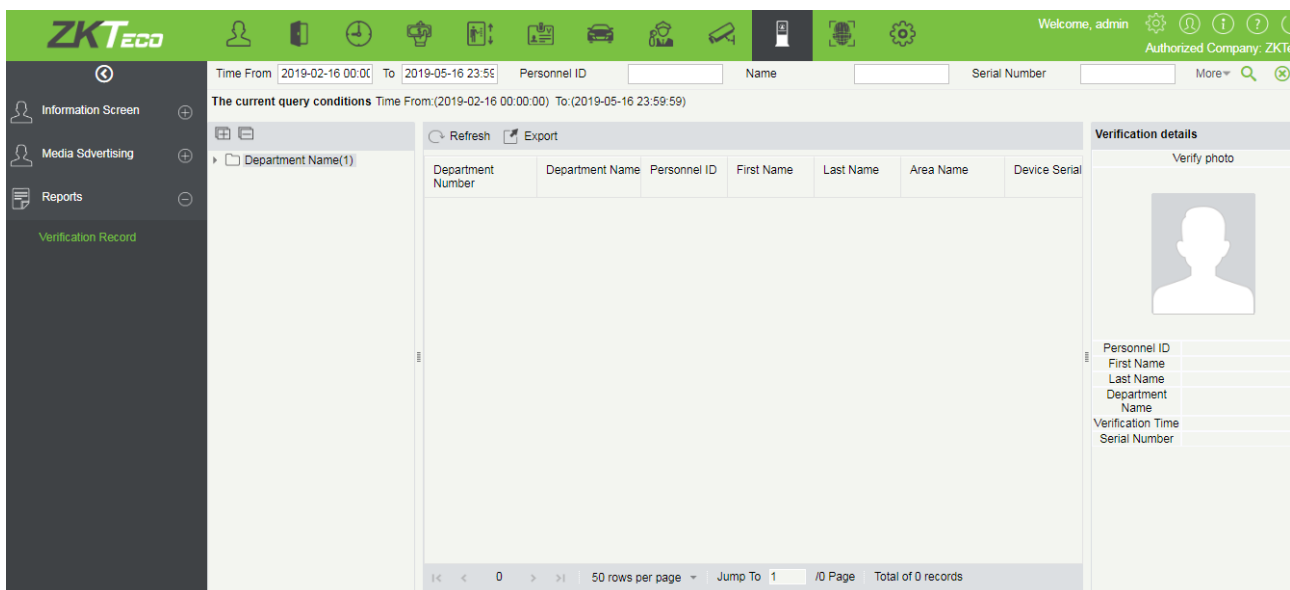 ZKTeco
Welcome, admin
Authorized Company: ZKTe
Time From 2019-02-16 00:0( To 2019-05-16 23:59 Personnel ID Name Serial Number More
The current query conditions Time From:(2019-02-16 00:00:00) To:(2019-05-16 23:59:59)
Information Screen
Media Sdvertising
Reports
Verification Record
Department Name(1)
Refresh Export
Department Number
Department Name
Personnel ID
First Name
Last Name
Area Name
Device Serial
0 50 rows per page Jump To 1 /0 Page Total of 0 records
Verification details
Verify photo
Personnel ID
First Name
Last Name
Department
Name
Verification Time
Serial Number